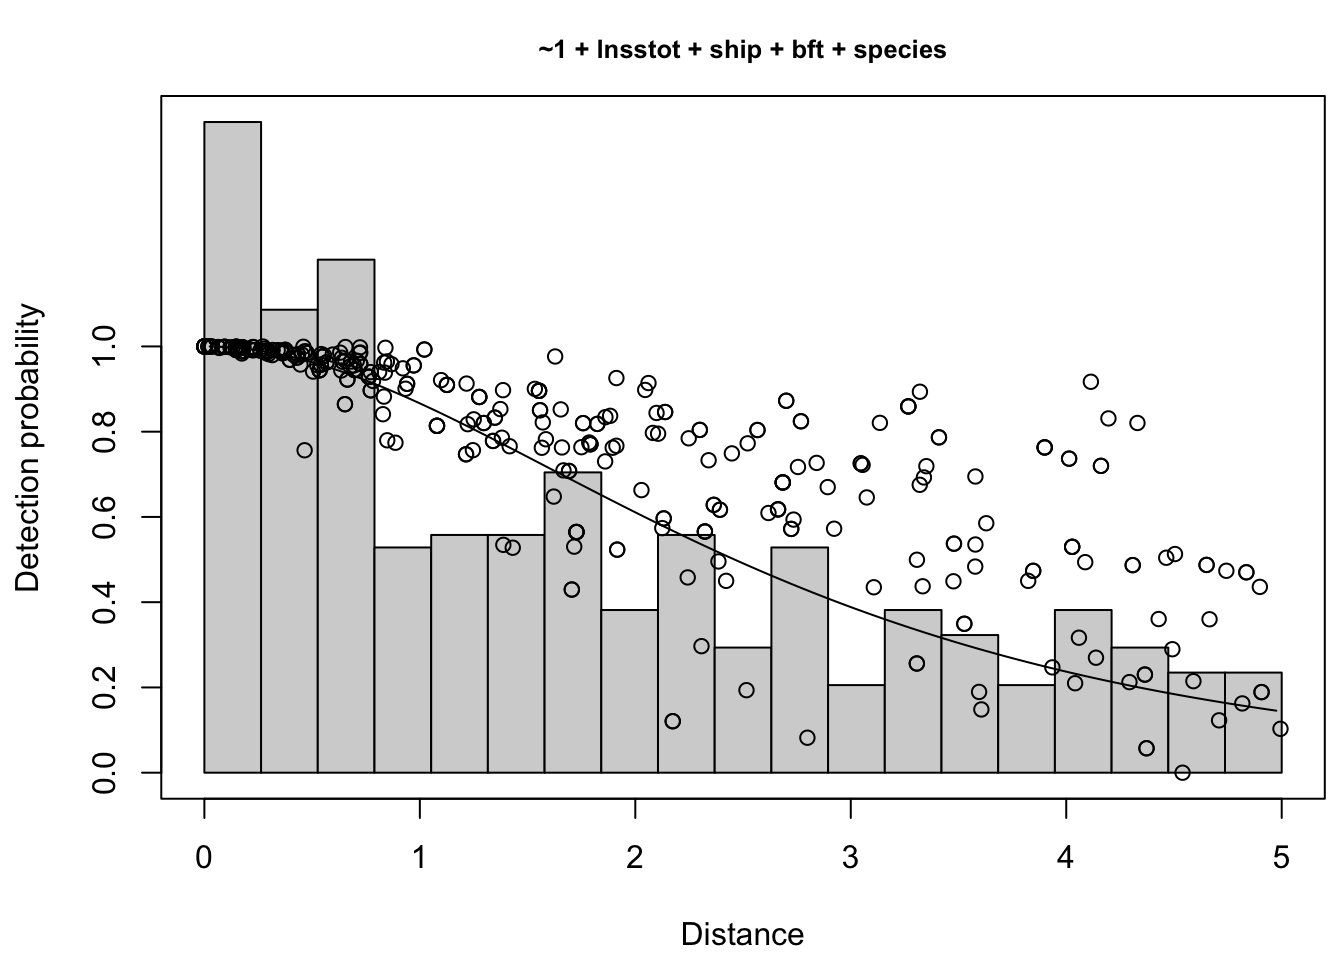 ~1 + lnsstot + ship + bft + species
Detection probability
1.0
0.8
0.6
0.4
0.2
0.0
0 1 2 3 4 5
Distance